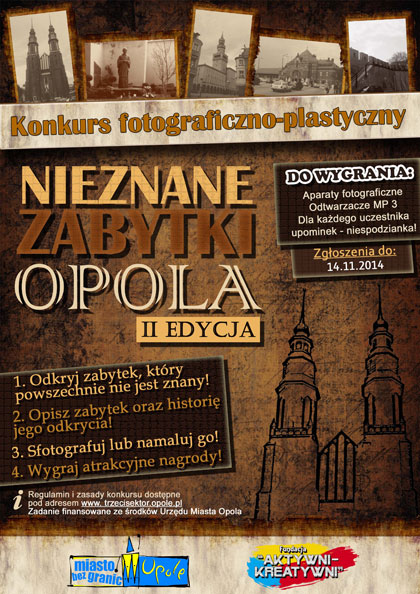 Konkurs fotograficzno-plastyczny
NIEZNANE
ZABYTKI
OPOLA
II EDYCJA
DO WYGRANIA:
Aparaty fotograficzne
Odtwarzacze MP 3
Dla każdego uczestnika
upominek - niespodzianka!
Zgłoszenia do:
14.11.2014
1. Odkryj zabytek, który
powszechnie nie jest znany!
2. Opisz zabytek oraz historię
jego odkrycia!
3. Sfotografuj lub namaluj go!
4. Wygraj atrakcyjne nagrody!
i
Regulamin i zasady konkursu dostępne
pod adresem www. trzecisektor.opole.pl
Zadanie finansowane ze środków Urzędu Miasta Opola
miasto
bez granic
Opole
Fundacja
"AKTYWNI-
KREATYWNI"